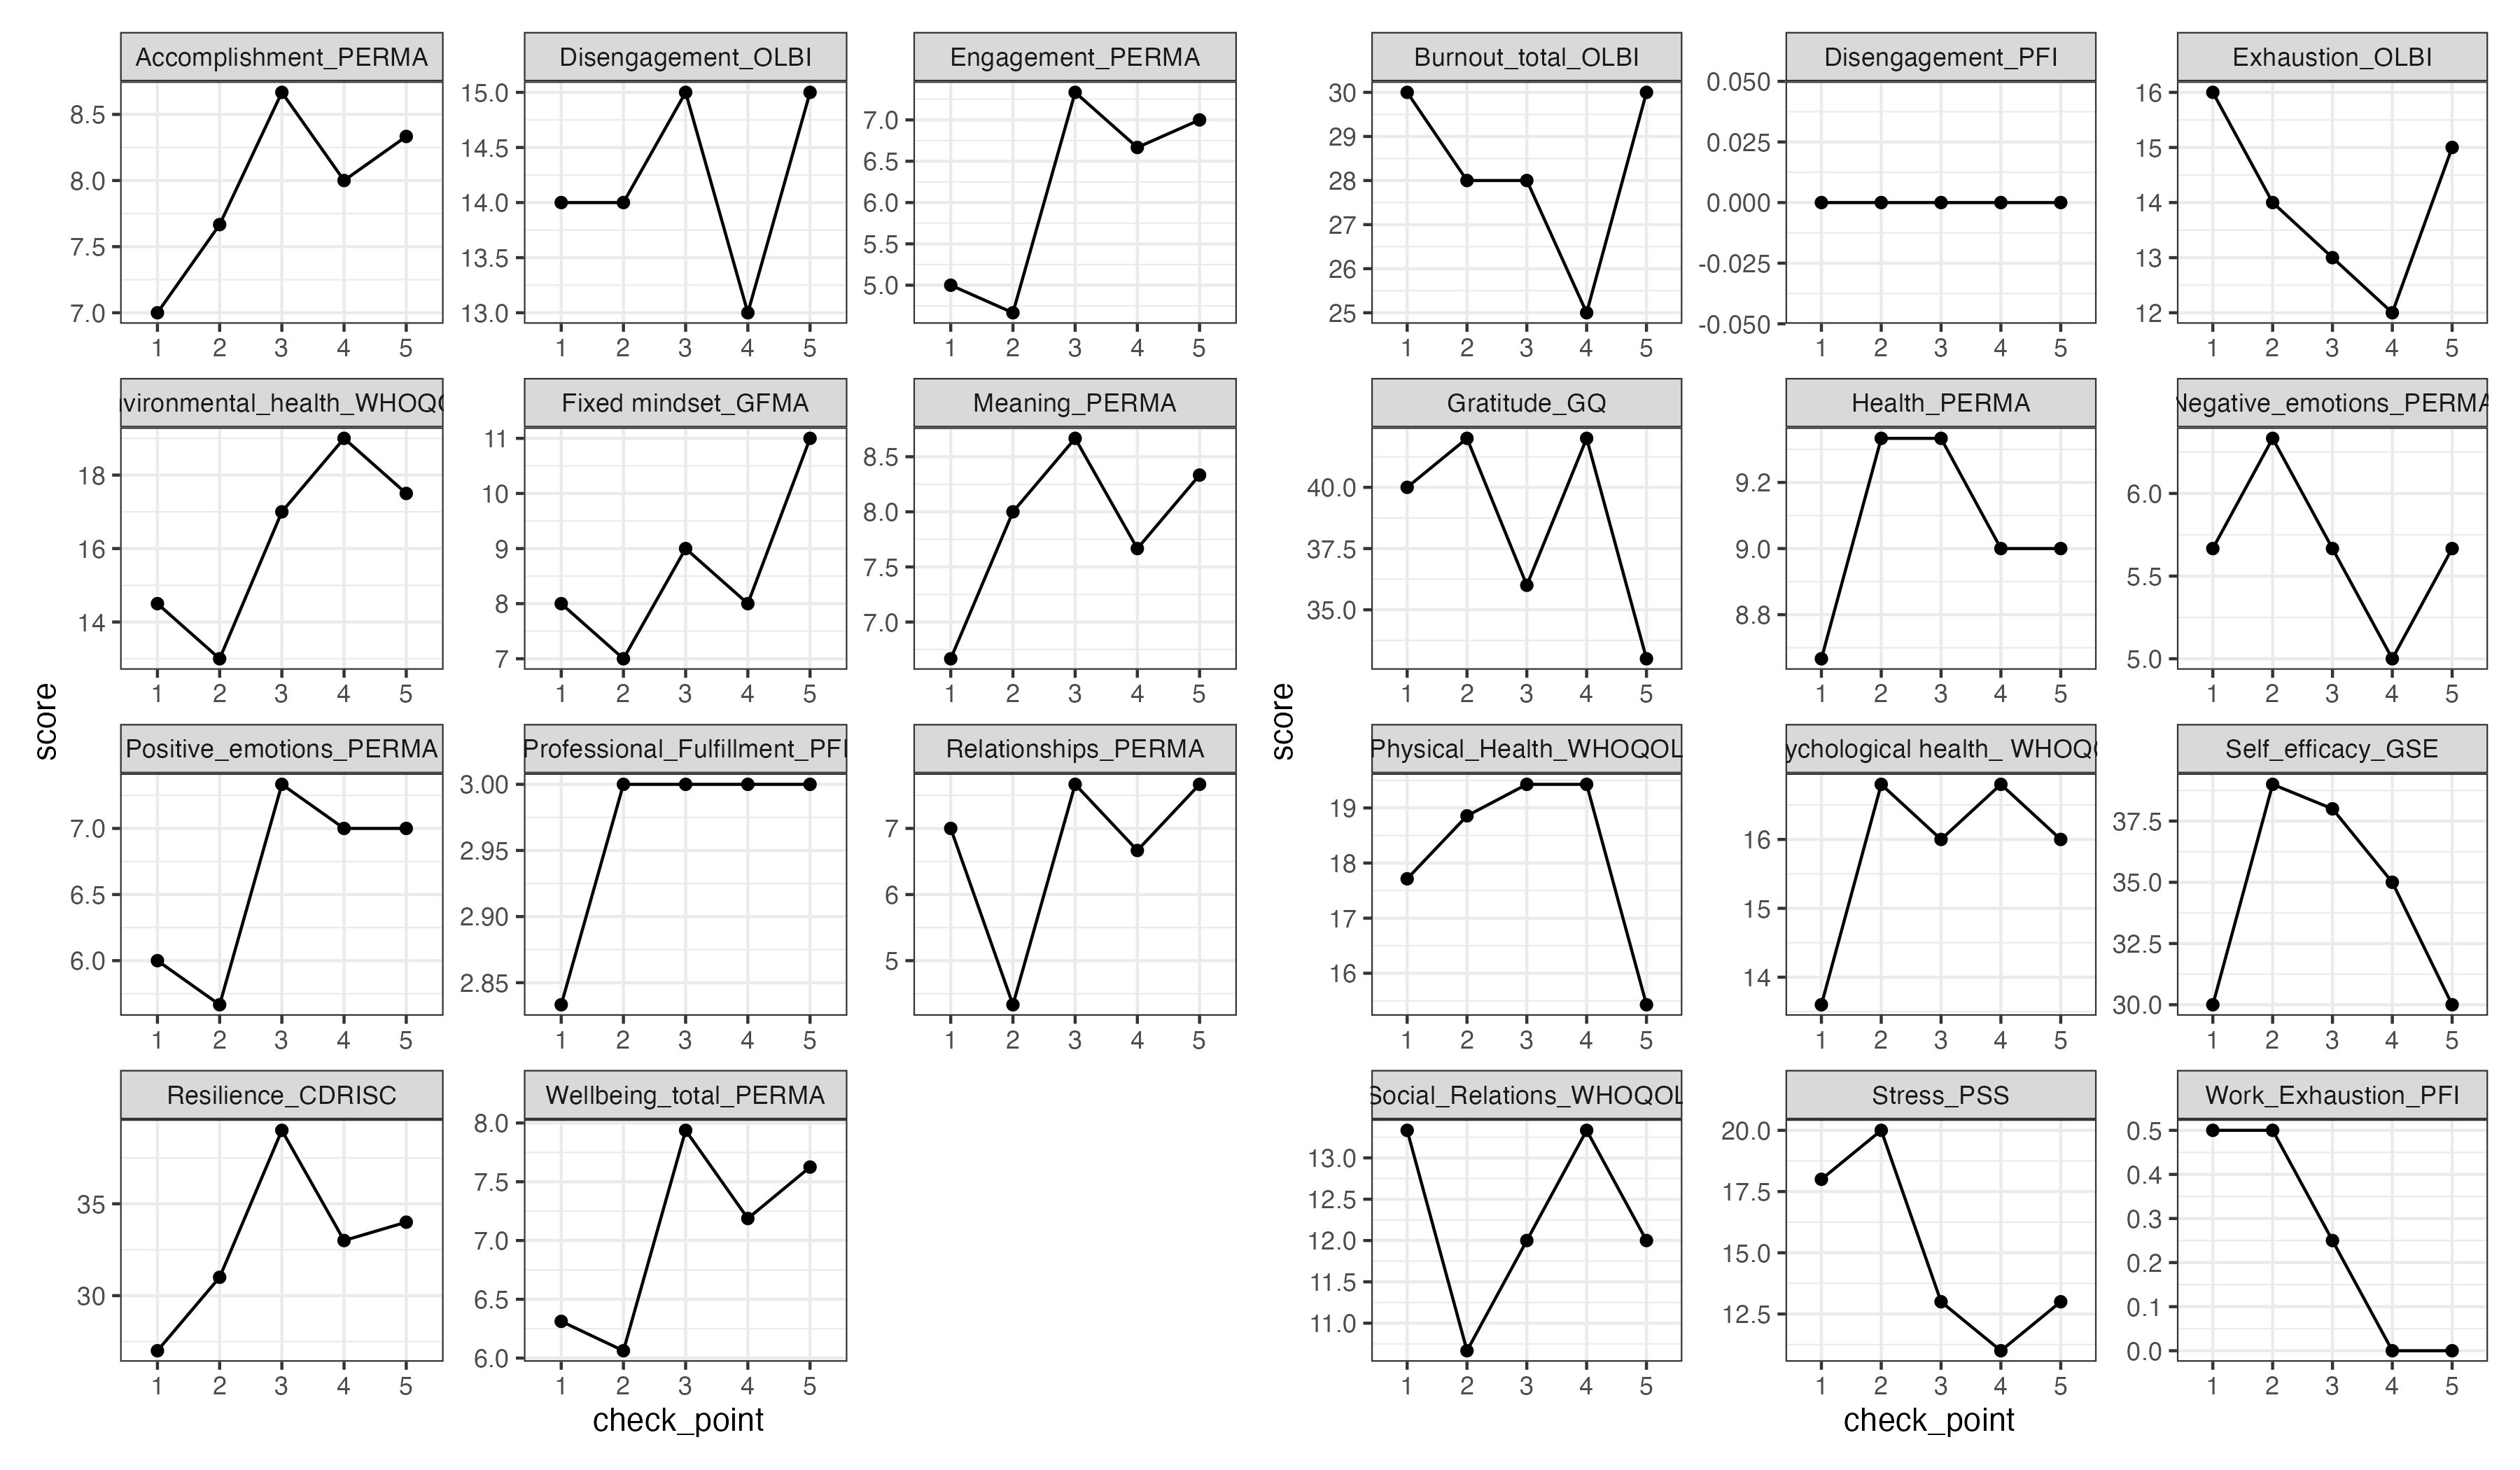 score
Accomplishment_PERMA
8.5
8.0
7.5
7.0
1 2 3 4 5
Disengagement_OLBI
15.0
14.5
14.0
13.5
13.0
1 2 3 4 5
Engagement_PERMA
7.0
6.5
6.0
5.5
5.0
1 2 3 4 5
vironmental_health_WHOQ
18
16
14
1 2 3 4 5
Fixed mindset_GFMA
11
10
9
8
7
1 2 3 4 5
Meaning_PERMA
8.5
8.0
7.5
7.0
1 2 3 4 5
Positive_emotions_PERMA
7.0
6.5
6.0
1 2 3 4 5
Professional_Fulfillment_PFI
3.00
2.95
2.90
2.85
1 2 3 4 5
Relationships_PERMA
7
6
5
1 2 3 4 5
Resilience_CDRISC
35
30
1 2 3 4 5
Wellbeing_total_PERMA
8.0
7.5
7.0
6.5
6.0
1 2 3 4 5
check_point
score
Burnout_total_OLBI
30
29
28
27
26
25
1 2 3 4 5
Disengagement_PFI
0.050
0.025
0.000
-0.025
-0.050
1 2 3 4 5
Exhaustion_OLBI
16
15
14
13
12
1 2 3 4 5
Gratitude_GQ
40.0
37.5
35.0
1 2 3 4 5
Health_PERMA
9.2
9.0
8.8
1 2 3 4 5
Negative_emotions_PERMA
6.0
5.5
5.0
1 2 3 4 5
Physical_Health_WHOQOL
19
18
17
16
1 2 3 4 5
ychological health_ WHOQ
16
15
14
1 2 3 4 5
Self_efficacy_GSE
37.5
35.0
32.5
30.0
1 2 3 4 5
Social_Relations_WHOQOL
13.0
12.5
12.0
11.5
11.0
1 2 3 4 5
Stress_PSS
20.0
17.5
15.0
12.5
1 2 3 4 5
Work_Exhaustion_PFI
0.5
0.4
0.3
0.2
0.1
0.0
1 2 3 4 5
check_point